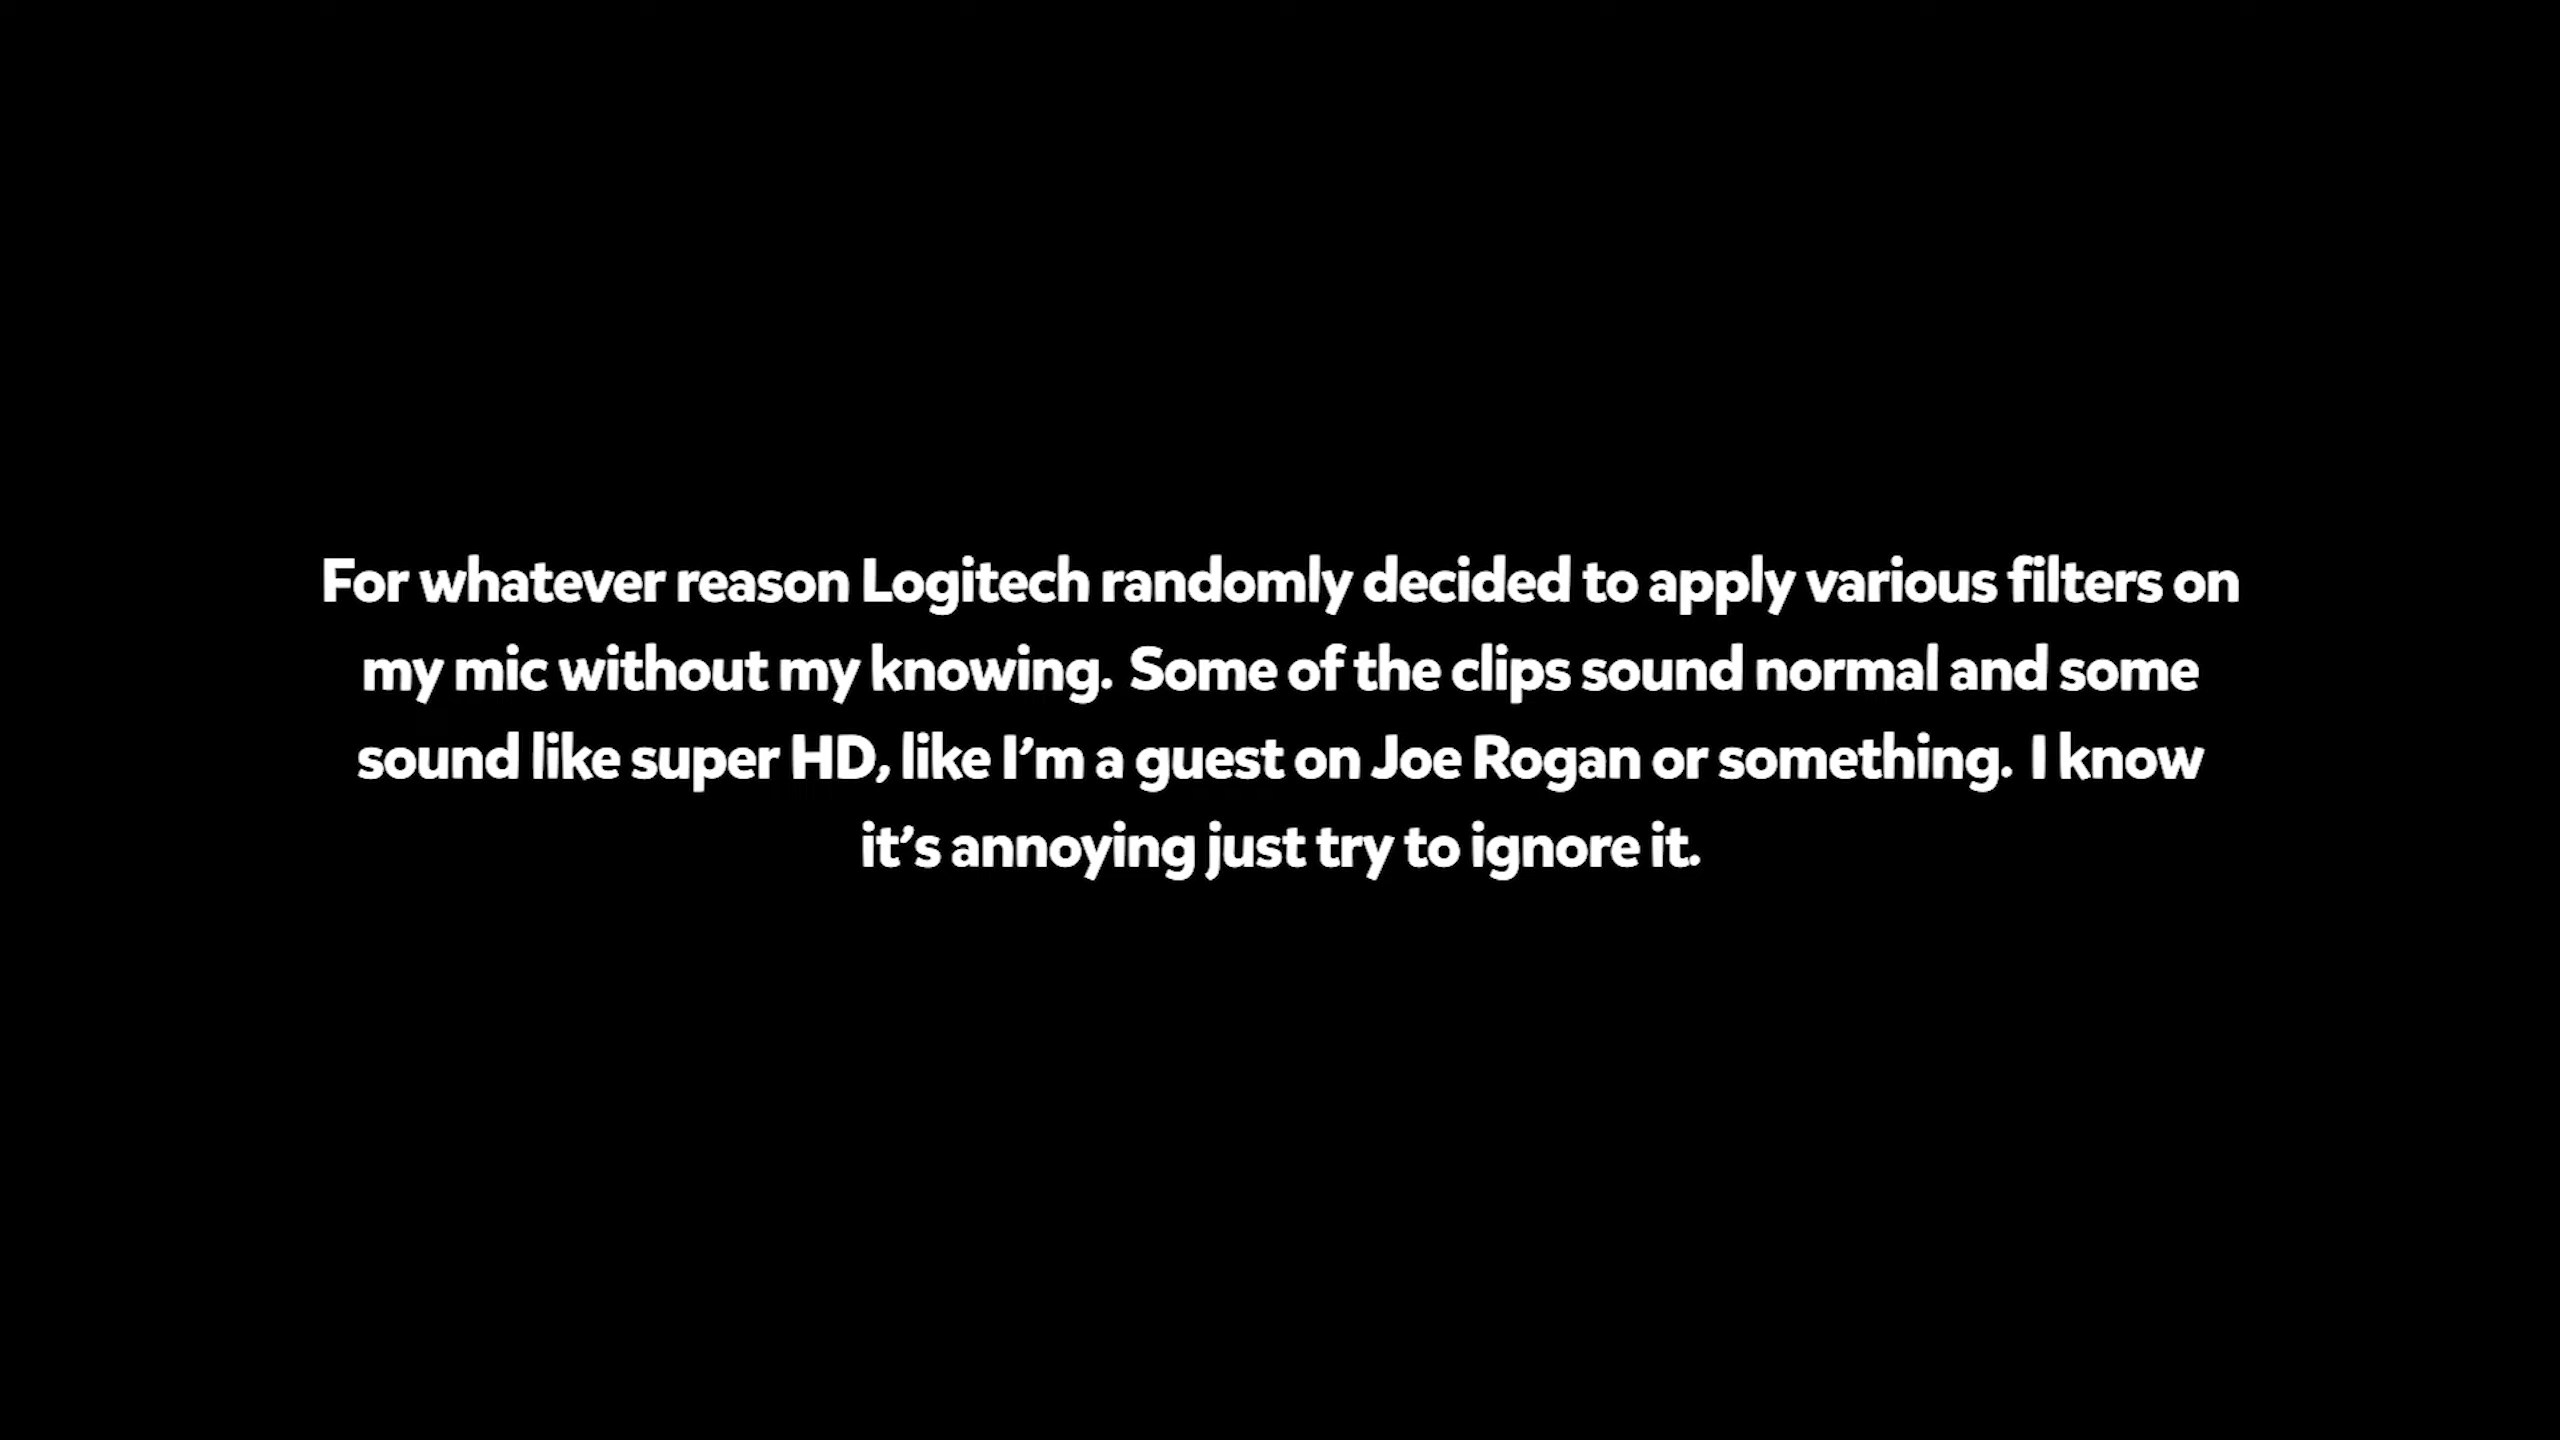 For whatever reason Logitech randomly decided to apply various filters on
my mic without my knowing. Some of the clips sound normal and some
sound like super HD, like I’m a guest on Joe Rogan or something. I know
it’s annoying just try to ignore it.